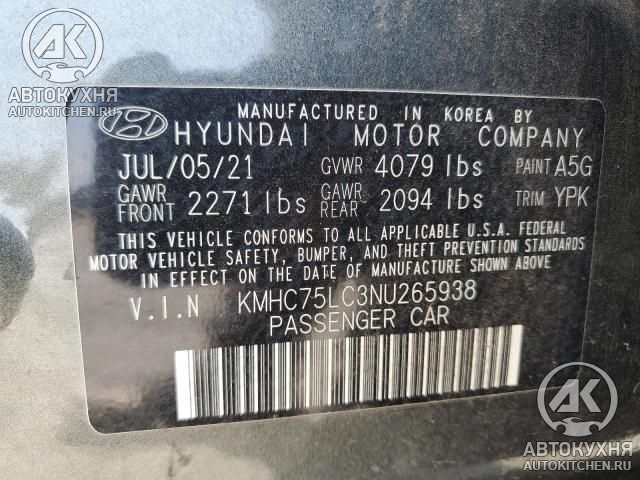 AK
АВТОКУХНЯ
AUTOKITCHEN.RU
MANUFACTURED IN KOREA BY
HYUNDAI MOTOR COMPANY
JUL/05/21 GVWR 4079 lbs PAINT A5G
GAWR FRONT 2271 lbs GAWR REAR 2094 lbs TRIM YPK
THIS VEHICLE CONFORMS TO ALL APPLICABLE U.S.A. FEDERAL
MOTOR VEHICLE SAFETY, BUMPER, AND THEFT PREVENTION STANDARDS
IN EFFECT ON THE DATE OF MANUFACTURE SHOWN ABOVE.
V.I.N KMHC75LC3NU265938
PASSENGER CAR
AK
АВТОКУХНЯ
AUTOKITCHEN.RU